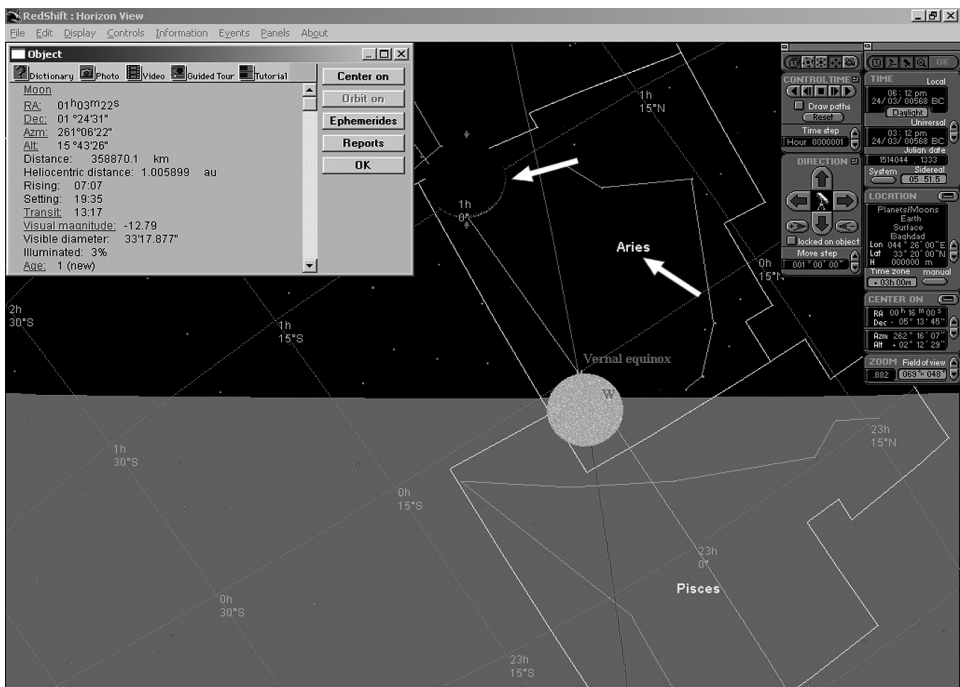 RedShift : Horizon View
File Edit Display Controls Information Events Panels About
Object
Dictionary Photo Video Guided Tour Tutorial
Moon
RA: 01h03m22s
Dec: 01 °24'31"
Azm: 261°06'22"
Alt: 15 °43'26"
Distance: 358870.1 km
Heliocentric distance: 1.005899 au
Rising: 07:07
Setting: 19:35
Transit: 13:17
Visual magnitude: -12.79
Visible diameter: 33'17.877"
Illuminated: 3%
Age: 1 (new)
Center on
Orbit on
Ephemerides
Reports
OK
1h
15°N
1h
0°
Aries
0h
15°N
2h
30°S
1h
15°S
Vernal equinox
W
1h
30°S
0h
15°S
23h
15°N
23h
0°
Pisces
0h
30°S
23h
15°S
CONTROL TIME
Draw paths
Reset
Time step
Hour 0000001
DIRECTION
locked on object
Move step
001 ° 00' 00"
OK
TIME
Local
06: 12 pm
24/ 03/ 00568 BC
Daylight
Universal
03: 12 pm
24/ 03/ 00568 BC
Julian date
1514044 . 1333
System Sidereal
05 51.5
LOCATION
Planets/Moons
Earth
Surface
Baghdad
Lon 044° 26' 00"E
Lat 33° 26' 00"N
H 000000 m
Time zone manual
+ 03h 00m
CENTER ON
RA 00h 16m 00s
Dec - 05° 13' 45"
Azm 262° 16' 07"
Alt + 02° 12' 29"
ZOOM Field of view
.882 069°× 048°